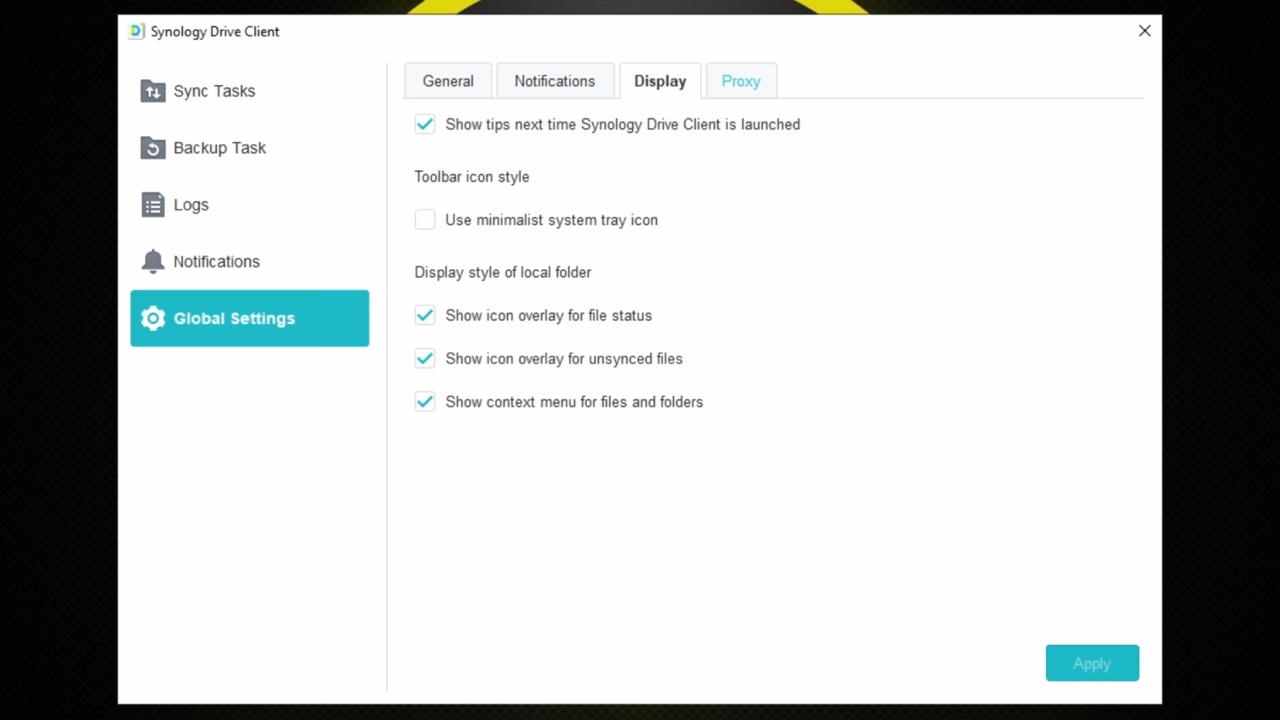 Synology Drive Client
Sync Tasks
Backup Task
Logs
Notifications
Global Settings
General
Notifications
Display
Proxy
Show tips next time Synology Drive Client is launched
Toolbar icon style
Use minimalist system tray icon
Display style of local folder
Show icon overlay for file status
Show icon overlay for unsynced files
Show context menu for files and folders
Apply